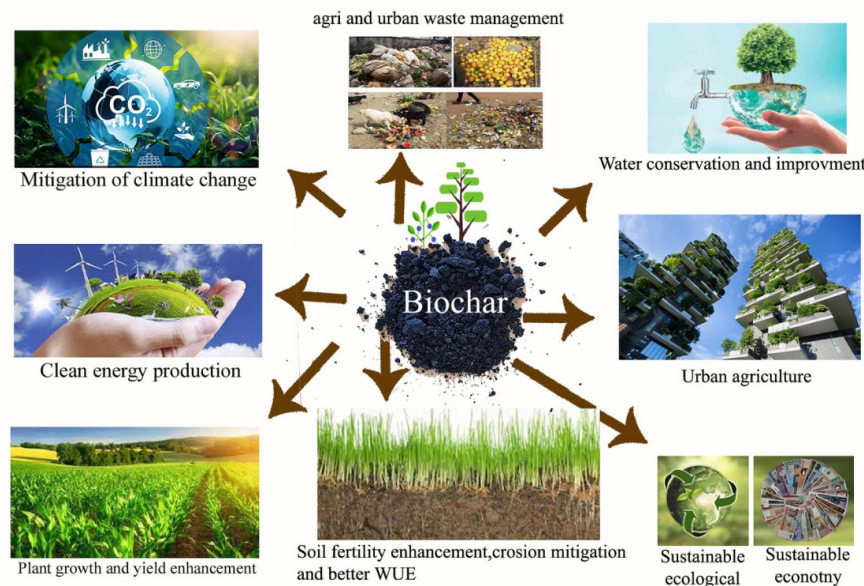 agri and urban waste management
CO2
Mitigation of climate change
Water conservation and improvment
Biochar
Clean energy production
Urban agriculture
Plant growth and yield enhancement
Soil fertility enhancement,crosion mitigation
and better WUE
Sustainable
ecological
Sustainable
econotny